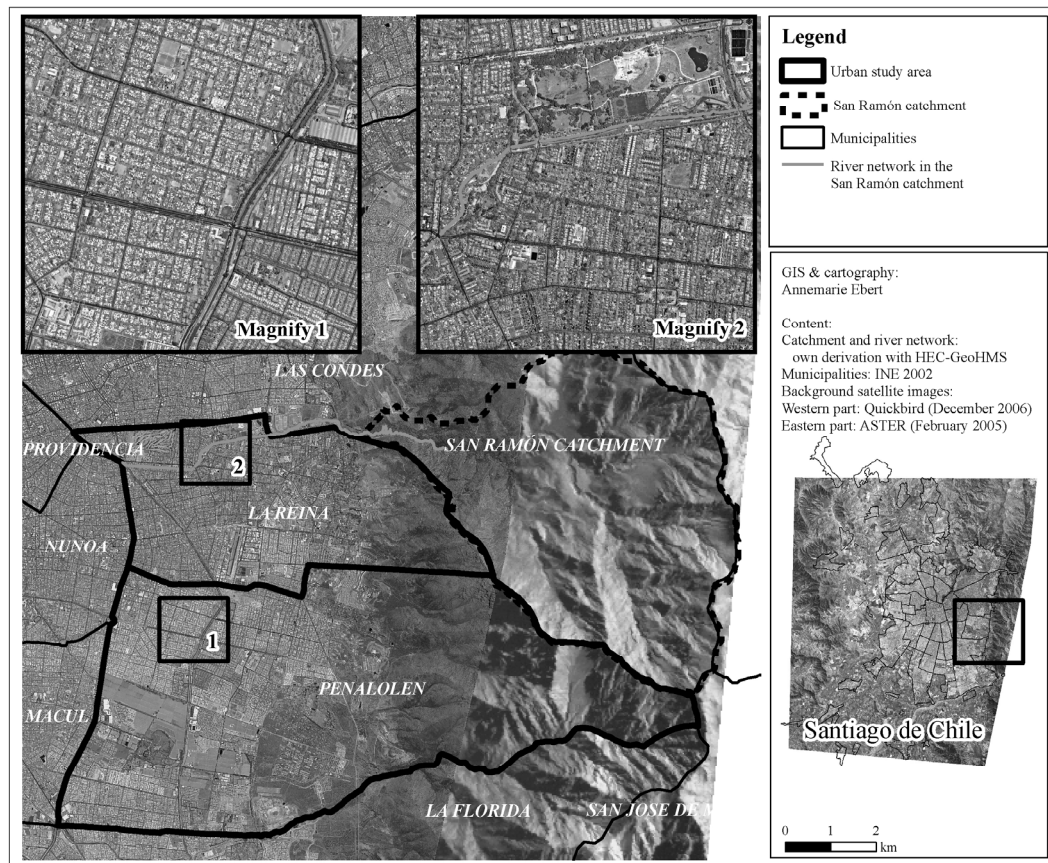 Magnify 1
Magnify 2
LAS CONDES
PROVIDENCIA
SAN RAMÓN CATCHMENT
2
LA REINA
NUNOA
1
PENALOLEN
MACUL
LA FLORIDA
SAN JOSE DE M
Legend
Urban study area
San Ramón catchment
Municipalities
River network in the
San Ramón catchment
GIS & cartography:
Annemarie Ebert
Content:
Catchment and river network:
own derivation with HEC-GeoHMS
Municipalities: INE 2002
Background satellite images:
Western part: Quickbird (December 2006)
Eastern part: ASTER (February 2005)
Santiago de Chile
0 1 2
km